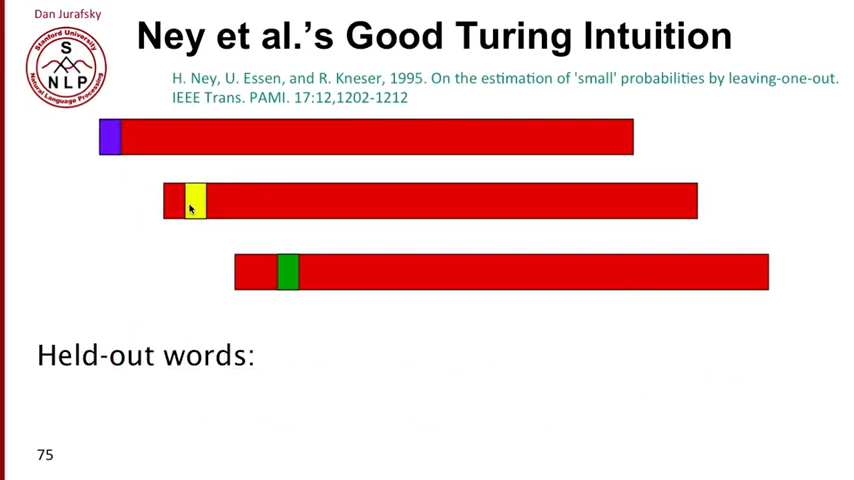 Dan Jurafsky
Ney et al.'s Good Turing Intuition
Stanford University
S
NLP
Natural Language Processing
H. Ney, U. Essen, and R. Kneser, 1995. On the estimation of 'small' probabilities by leaving-one-out.
IEEE Trans. PAMI. 17:12,1202-1212
Held-out words:
75